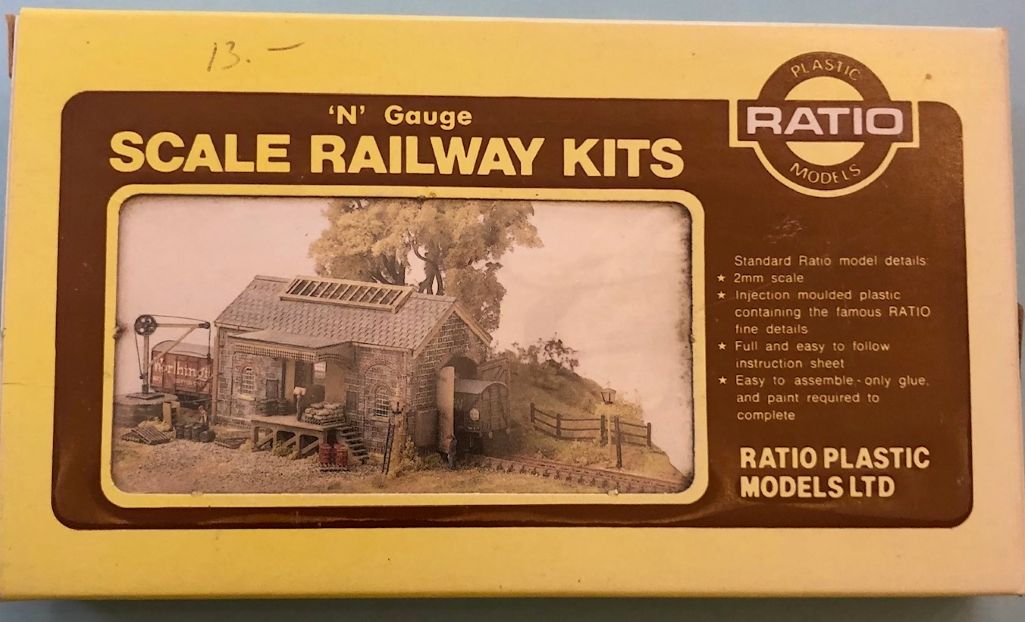 13.-
PLASTIC
RATIO
MODELS
'N' Gauge
SCALE RAILWAY KITS
Standard Ratio model details:
★ 2mm scale
★ Injection moulded plastic
containing the famous RATIO
fine details
★ Full and easy to follow
instruction sheet
★ Easy to assemble - only glue,
and paint required to
complete
RATIO PLASTIC
MODELS LTD
Worthing